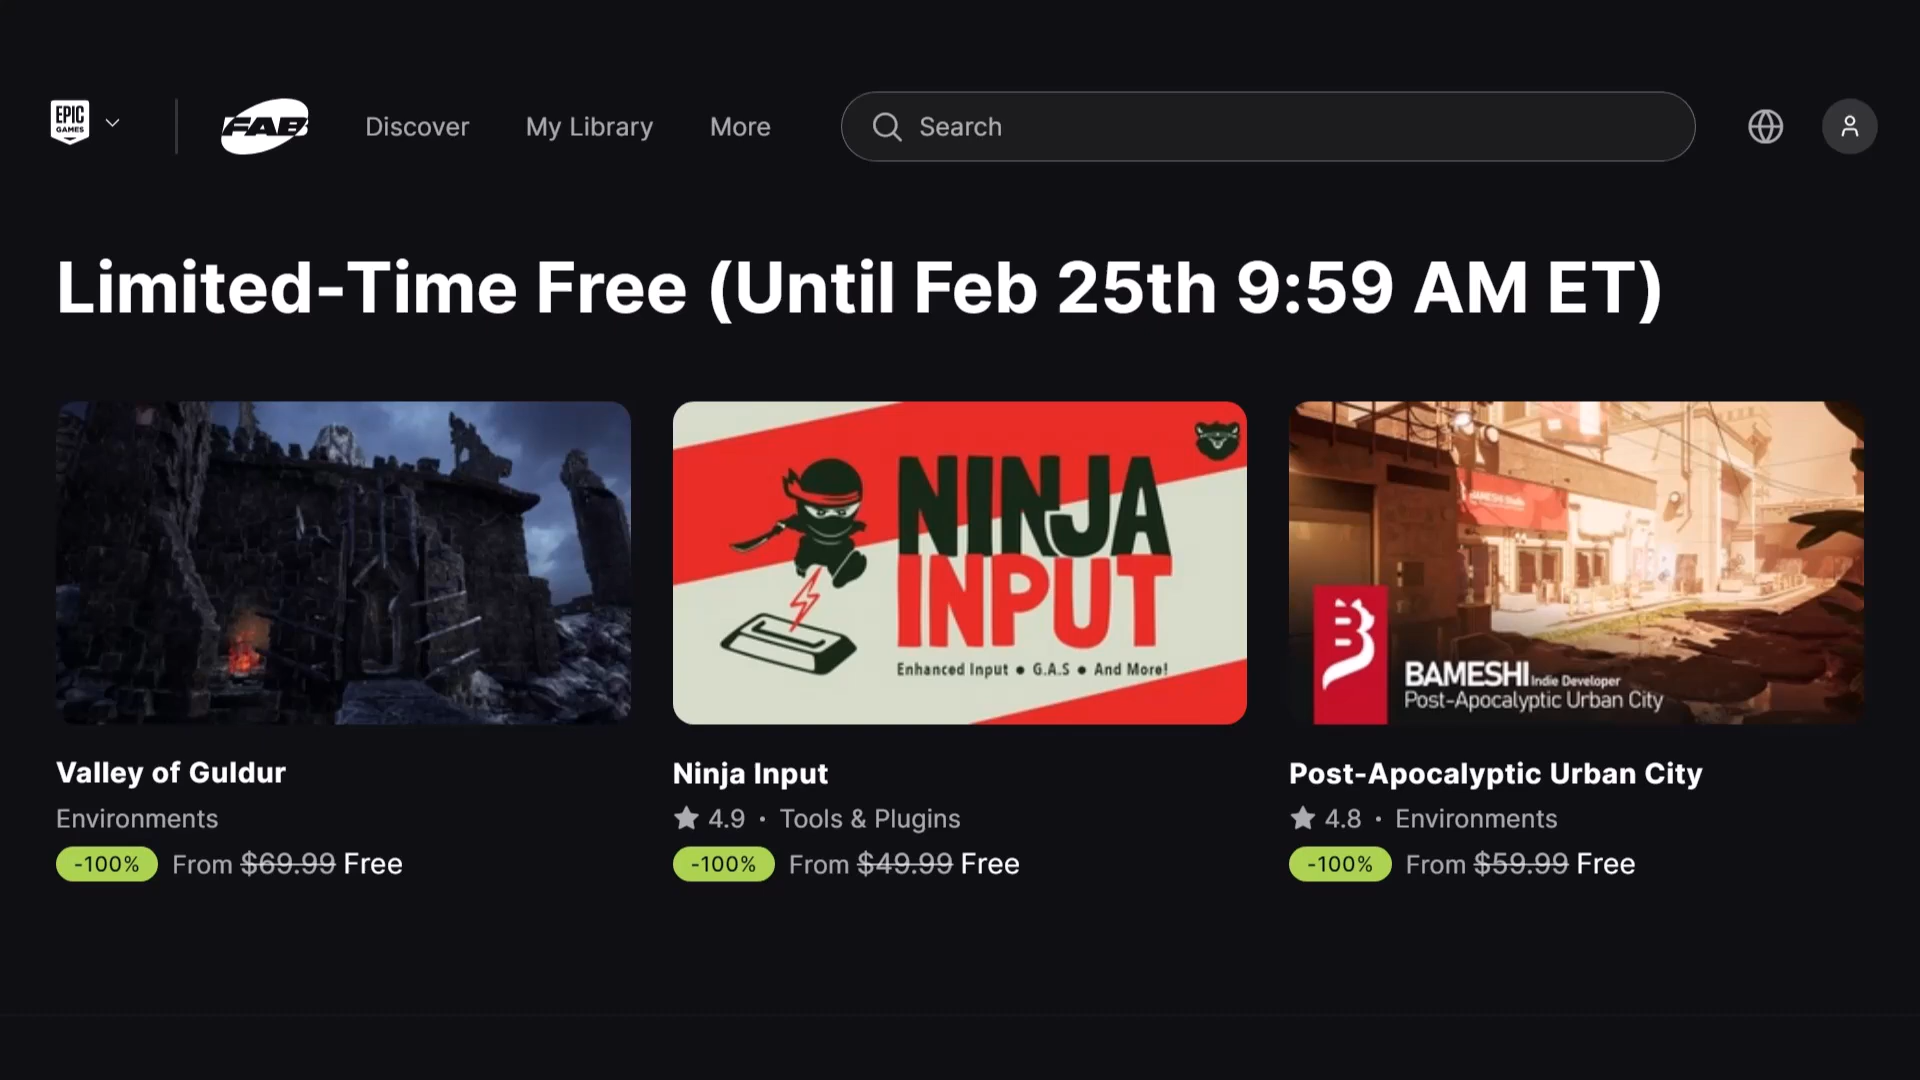 EPIC
GAMES
FAB
Discover
My Library
More
Search
Limited-Time Free (Until Feb 25th 9:59 AM ET)
NINJA
INPUT
Enhanced Input • G.A.S • And More!
BAMESHI Indie Developer
Post-Apocalyptic Urban City
Valley of Guldur
Environments
-100% From $69.99 Free
Ninja Input
4.9 · Tools & Plugins
-100% From $49.99 Free
Post-Apocalyptic Urban City
4.8 · Environments
-100% From $59.99 Free